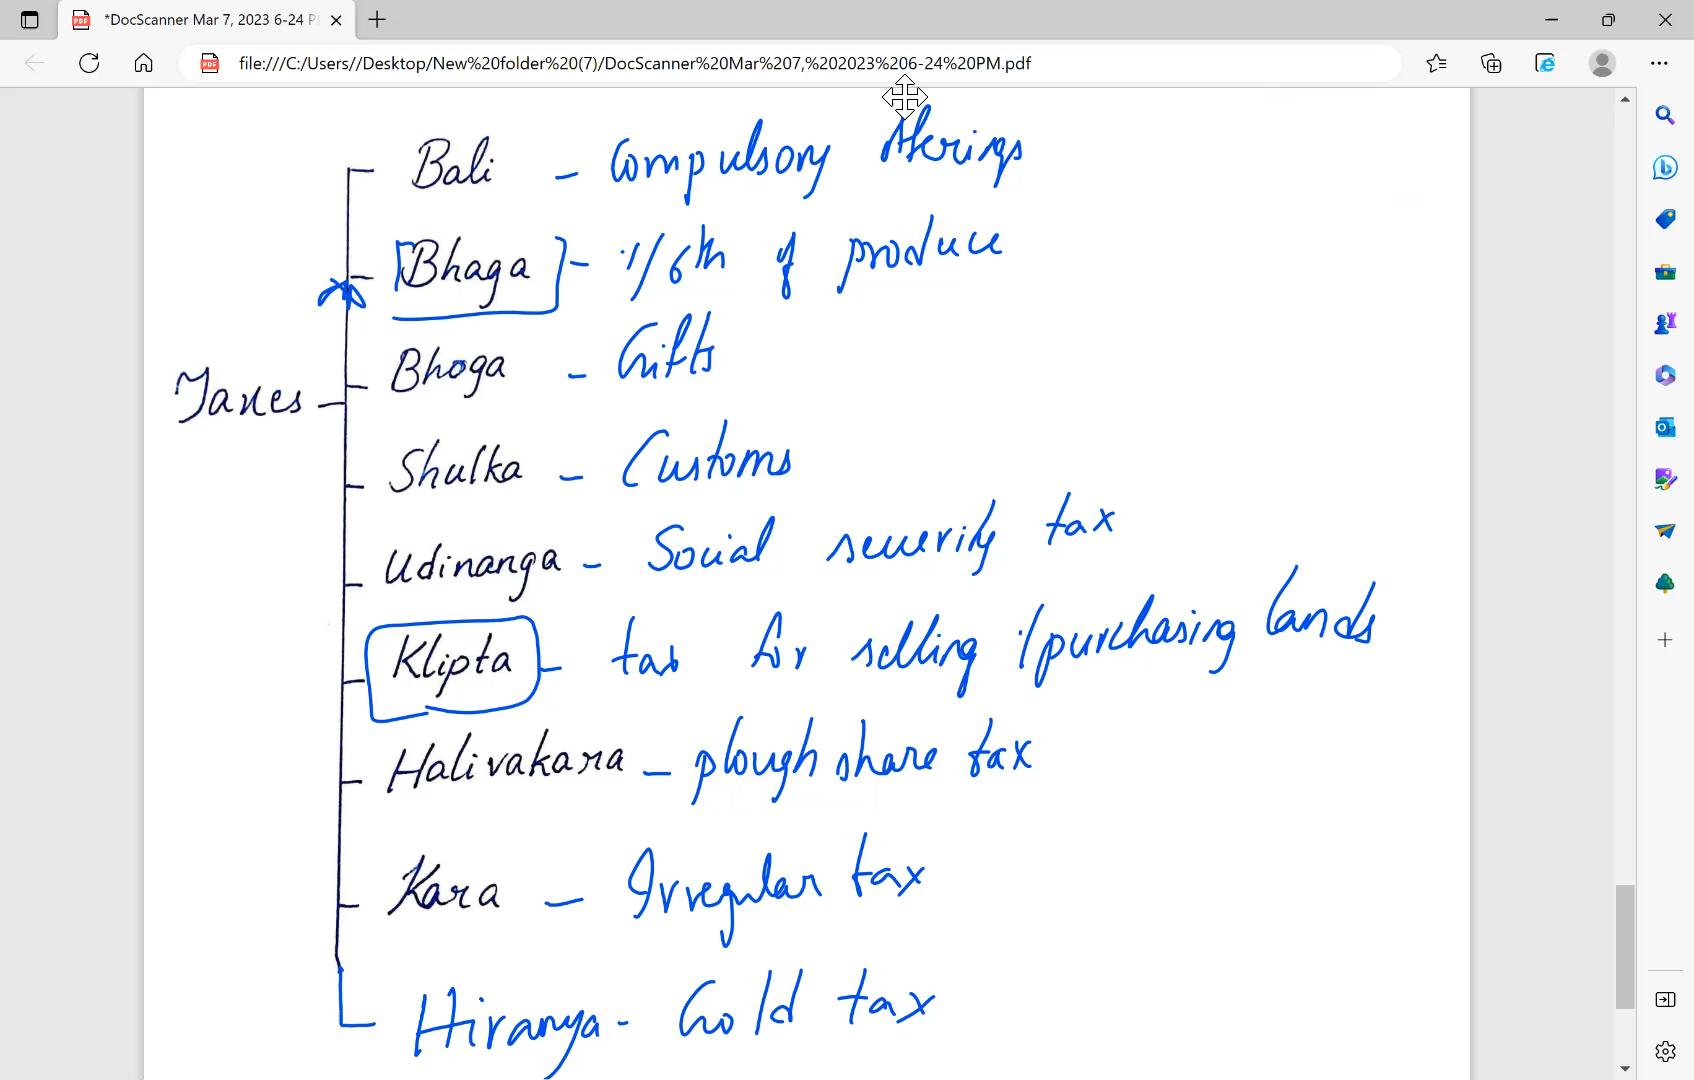 *DocScanner Mar 7, 2023 6-24 P
file:///C:/Users//Desktop/New%20folder%20(7)/DocScanner%20Mar%207,%202023%206-24%20PM.pdf
Taxes
Bali - Compulsory offerings
[Bhaga] - 1/6th of produce
Bhoga - Gifts
Shulka - Customs
Udinanga - Social security tax
Klipta - tax for selling /purchasing lands
Halivakara - plough share tax
Kara - Irregular tax
Hiranya - Gold tax